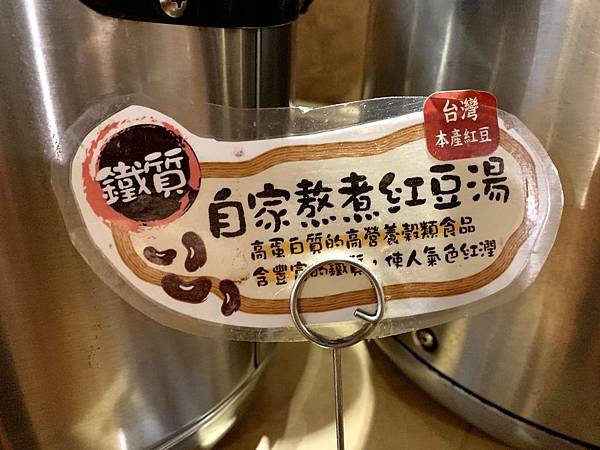 鐵質
台灣
本產紅豆
自家熬煮紅豆湯
高蛋白質的高營養穀類食品
含豐富的鐵質，使人氣色紅潤